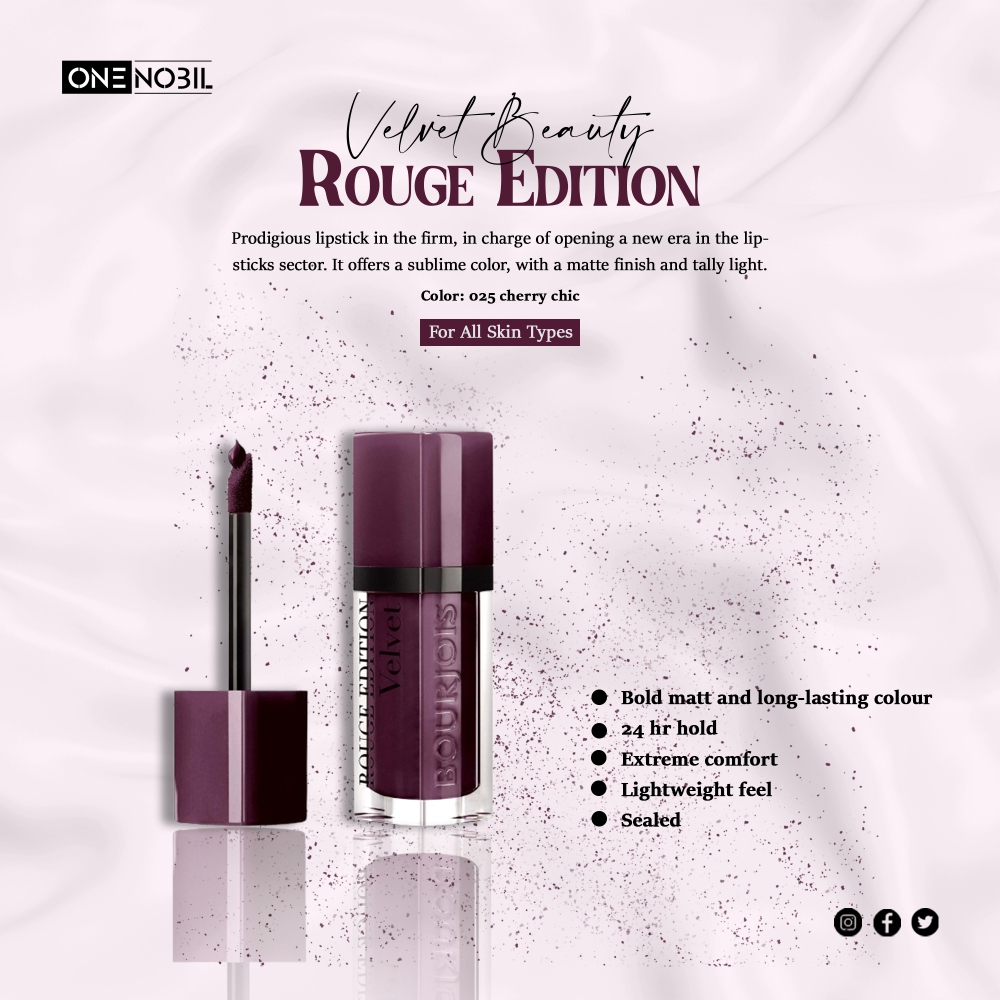 ONE NOBIL
Velvet Beauty
ROUGE EDITION
Prodigious lipstick in the firm, in charge of opening a new era in the lip-
sticks sector. It offers a sublime color, with a matte finish and tally light.
Color: 025 cherry chic
For All Skin Types
ROUGE EDITION
Velvet
BOURJOIS
Bold matt and long-lasting colour
24 hr hold
Extreme comfort
Lightweight feel
Sealed